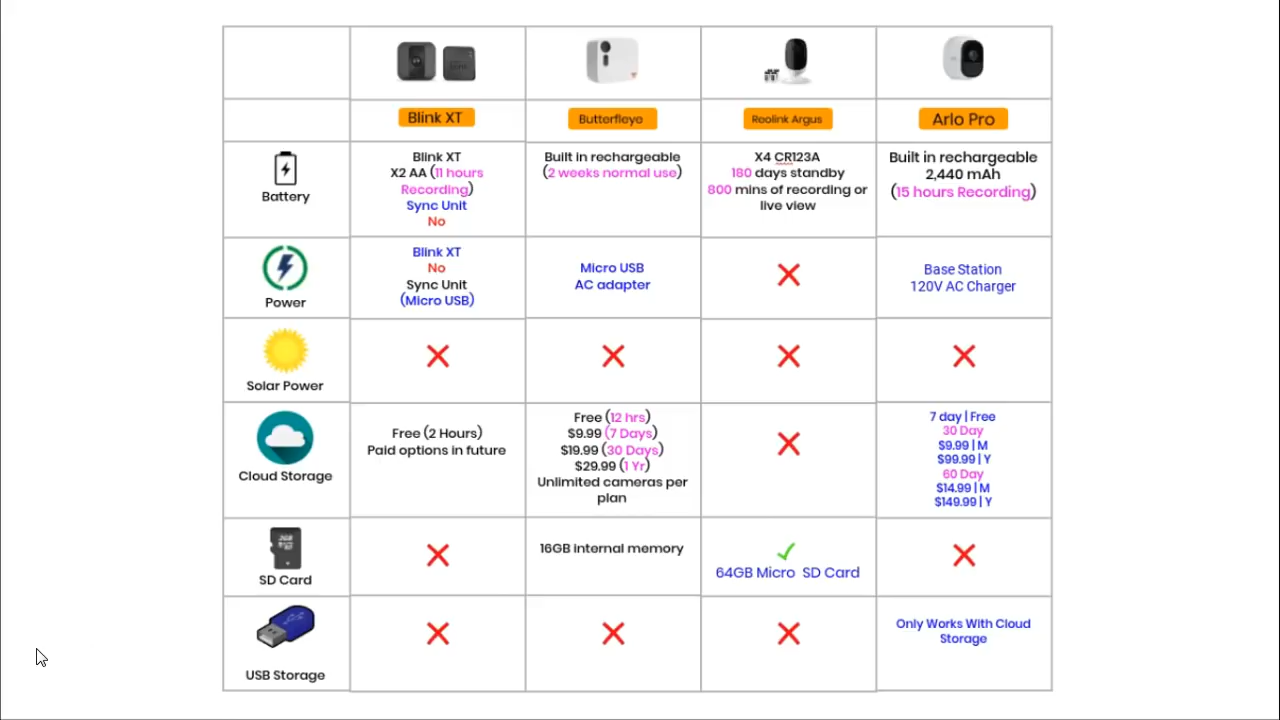 Blink XT
Butterfleye
Reolink Argus
Arlo Pro
Battery
Blink XT
X2 AA (11 hours
Recording)
Sync Unit
No
Built in rechargeable
(2 weeks normal use)
X4 CR123A
180 days standby
800 mins of recording or
live view
Built in rechargeable
2,440 mAh
(15 hours Recording)
Power
Blink XT
No
Sync Unit
(Micro USB)
Micro USB
AC adapter
Base Station
120V AC Charger
Solar Power
Cloud Storage
Free (2 Hours)
Paid options in future
Free (12 hrs)
$9.99 (7 Days)
$19.99 (30 Days)
$29.99 (1 Yr)
Unlimited cameras per
plan
7 day | Free
30 Day
$9.99 | M
$99.99 | Y
60 Day
$14.99 | M
$149.99 | Y
SD Card
16GB internal memory
64GB Micro SD Card
USB Storage
Only Works With Cloud
Storage